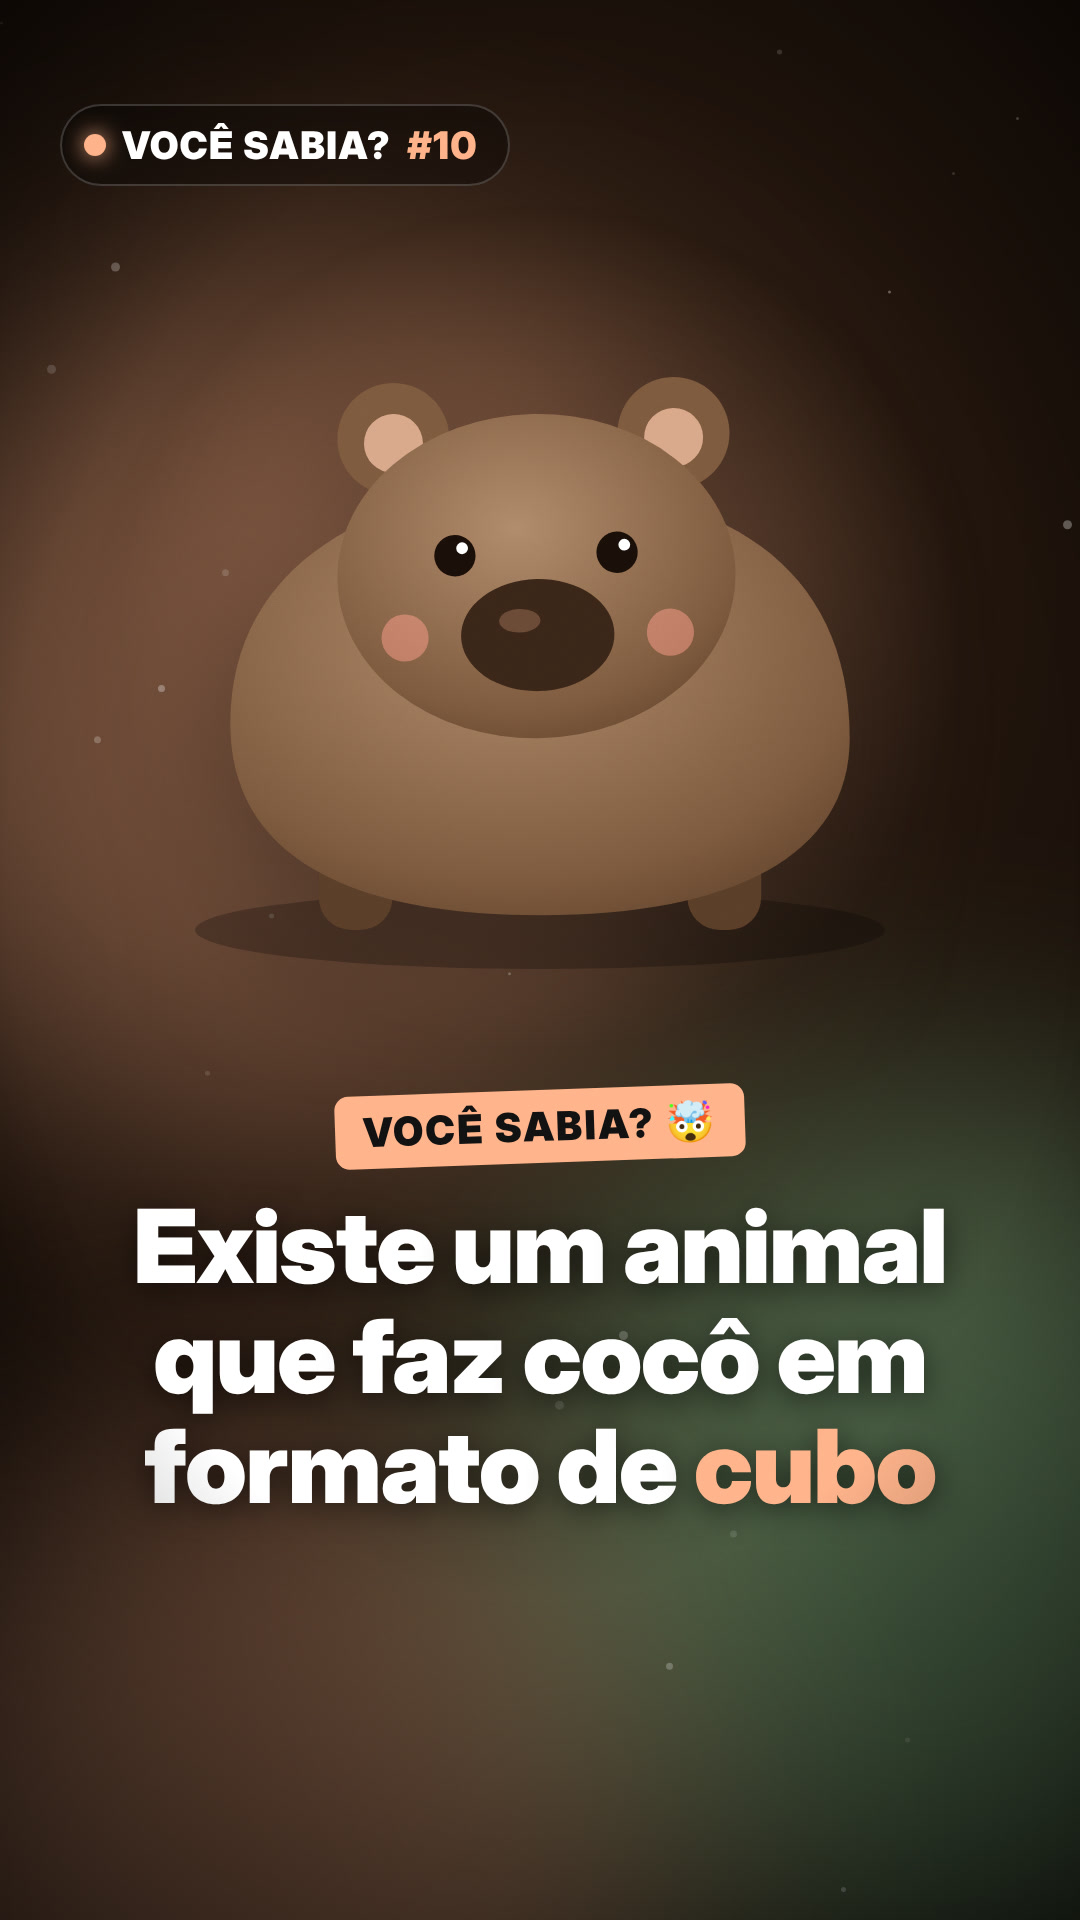 VOCÊ SABIA? #10
VOCÊ SABIA? 🤯
Existe um animal
que faz cocô em
formato de cubo